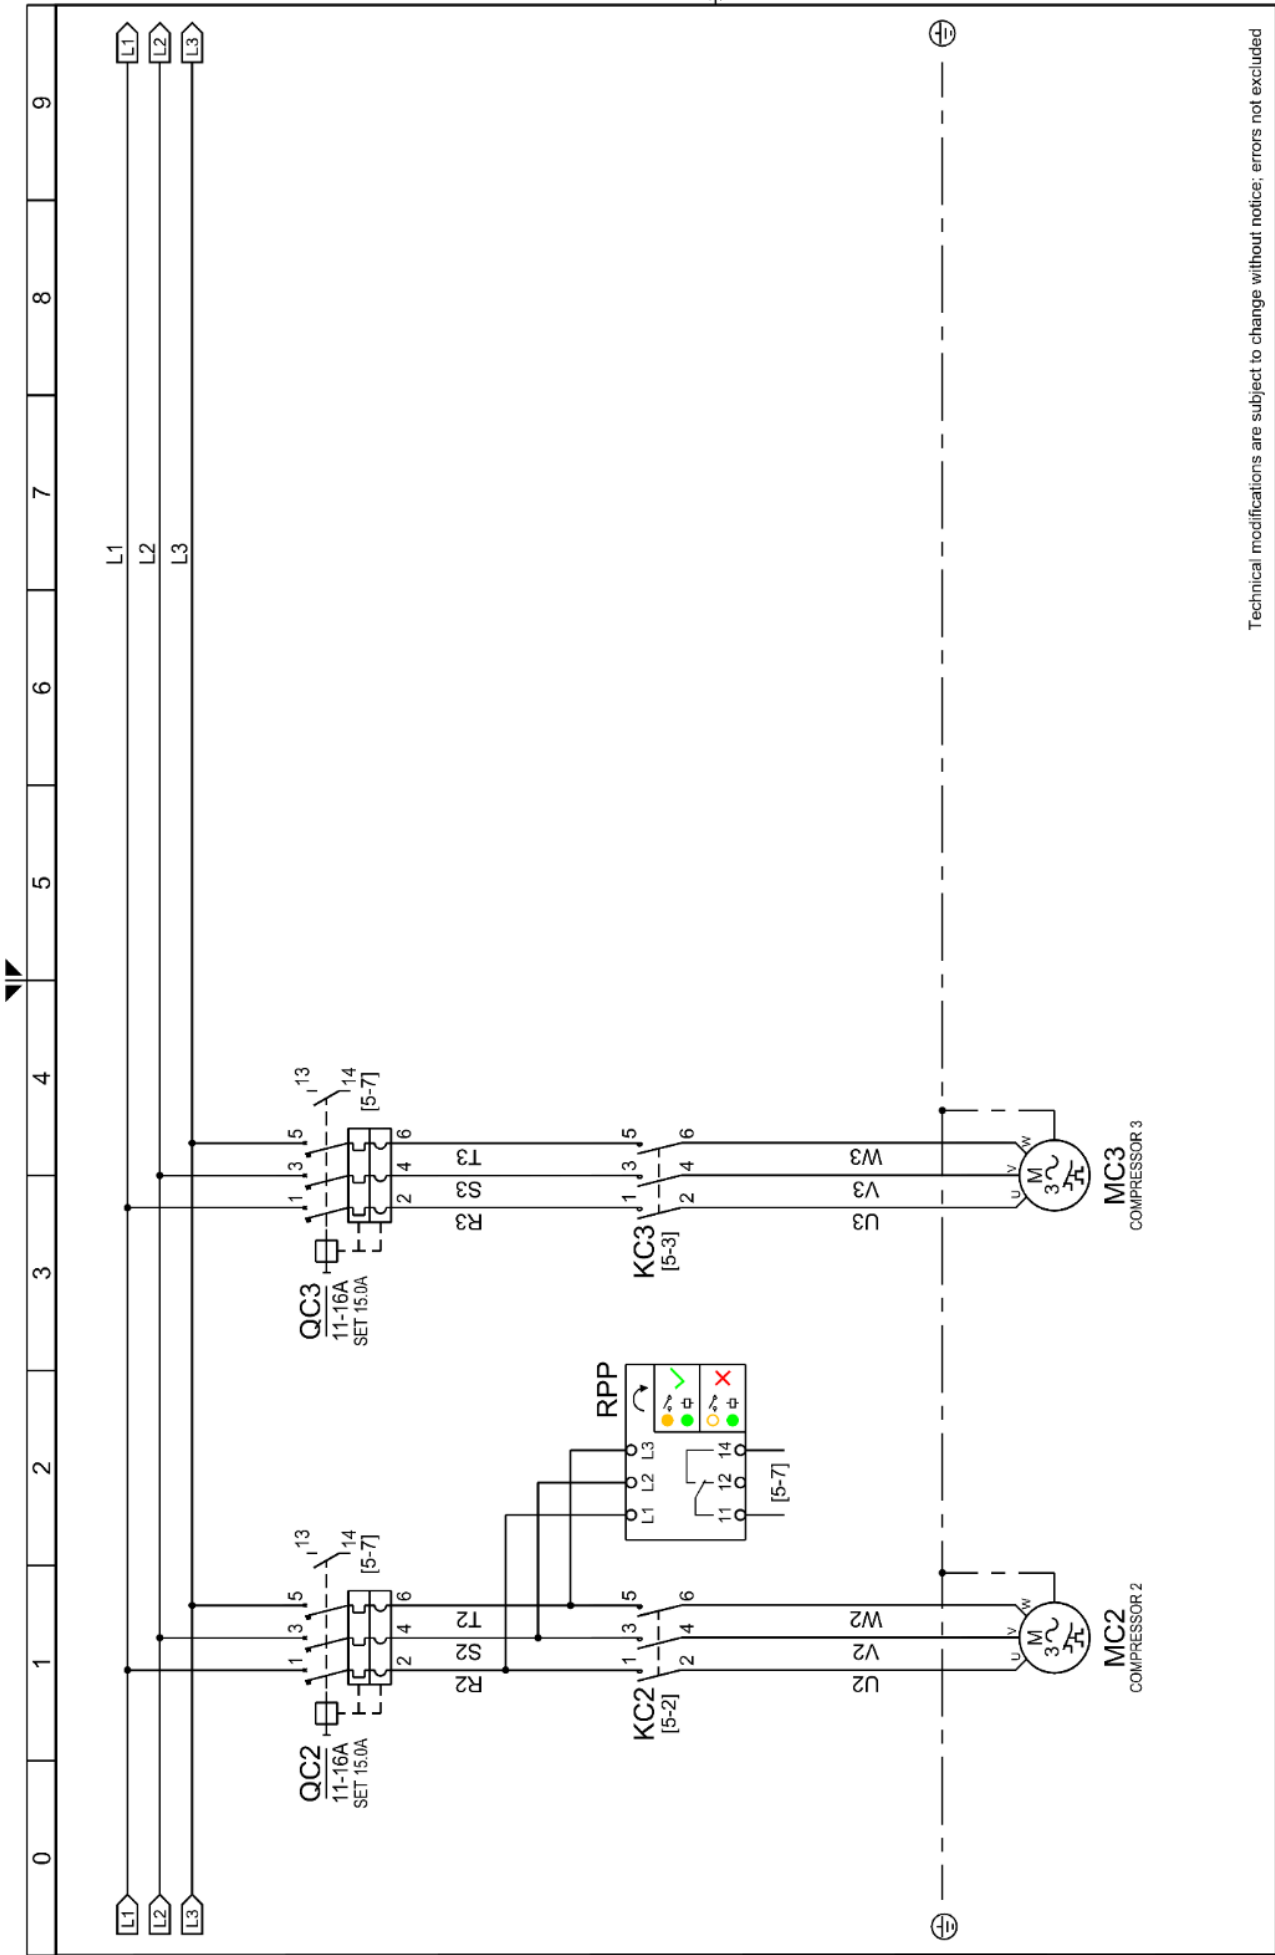 0 1 2 3 4 5 6 7 8 9
L1 L1 L1
L2 L2 L2
L3 L3 L3
QC2
11-16A
SET 15.0A
1 3 5 13
2 4 6 14
[5-7]
R2 S2 T2
QC3
11-16A
SET 15.0A
1 3 5 13
2 4 6 14
[5-7]
R3 S3 T3
KC2
[5-2]
1 3 5
2 4 6
U2 V2 W2
RPP
L1 L2 L3
11 12 14
[5-7]
KC3
[5-3]
1 3 5
2 4 6
U3 V3 W3
U V W
M
3
MC2
COMPRESSOR 2
U V W
M
3
MC3
COMPRESSOR 3
Technical modifications are subject to change without notice; errors not excluded